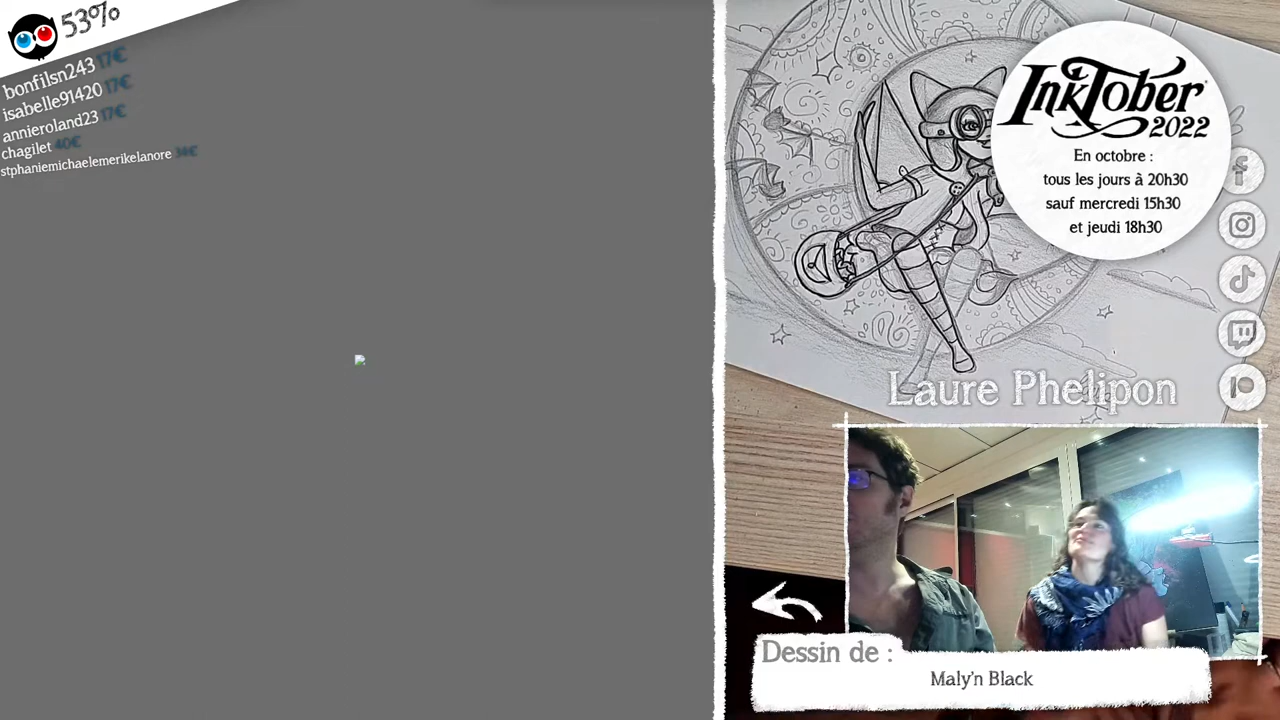 53%
bonfilsn243 17€
isabelle91420 17€
annieroland23 17€
chagilet 40€
stphaniemichaelemerikelanore
INKTOBER
2022
En octobre :
tous les jours à 20h30
sauf mercredi 15h30
et jeudi 18h30
Laure Phelipon
Dessin de :
Maly'n Black